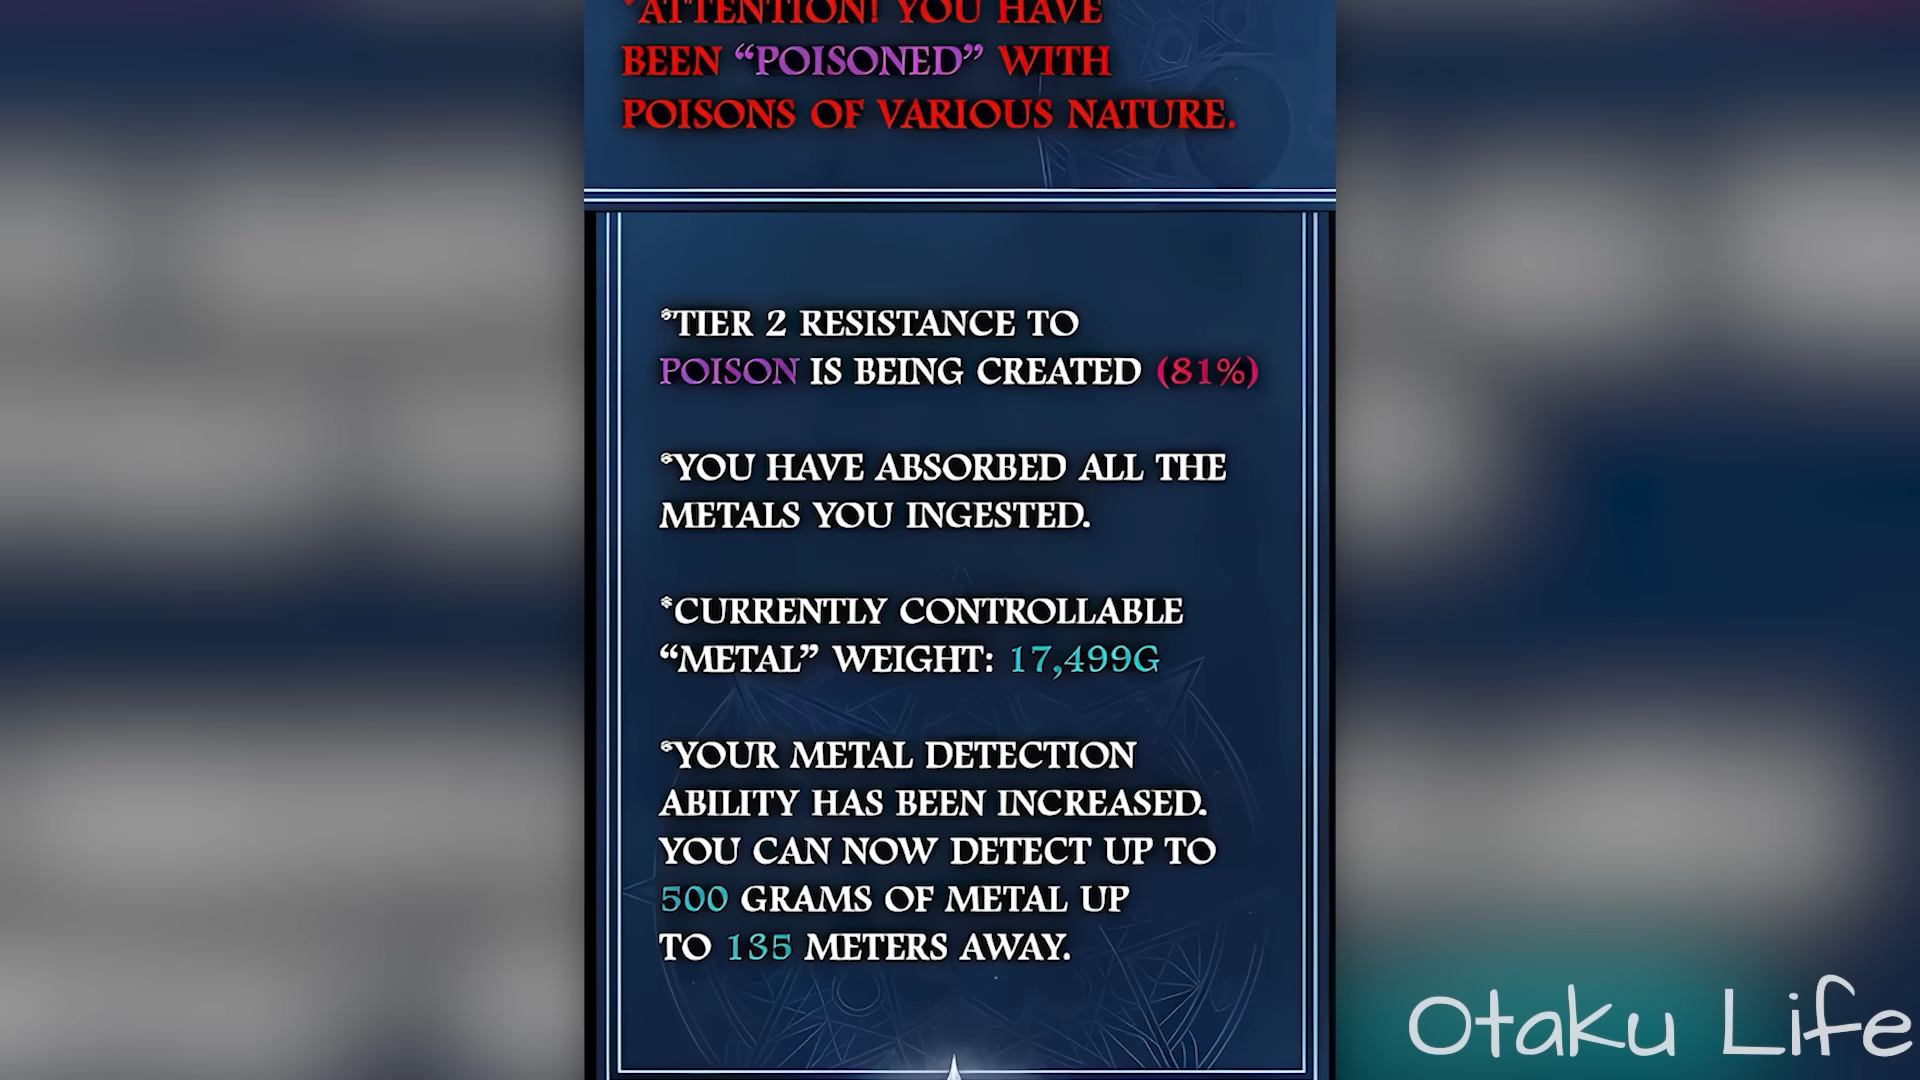 *ATTENTION! YOU HAVE
BEEN “POISONED” WITH
POISONS OF VARIOUS NATURE.
*TIER 2 RESISTANCE TO
POISON IS BEING CREATED (81%)
*YOU HAVE ABSORBED ALL THE
METALS YOU INGESTED.
*CURRENTLY CONTROLLABLE
“METAL” WEIGHT: 17,499G
*YOUR METAL DETECTION
ABILITY HAS BEEN INCREASED.
YOU CAN NOW DETECT UP TO
500 GRAMS OF METAL UP
TO 135 METERS AWAY.
Otaku Life